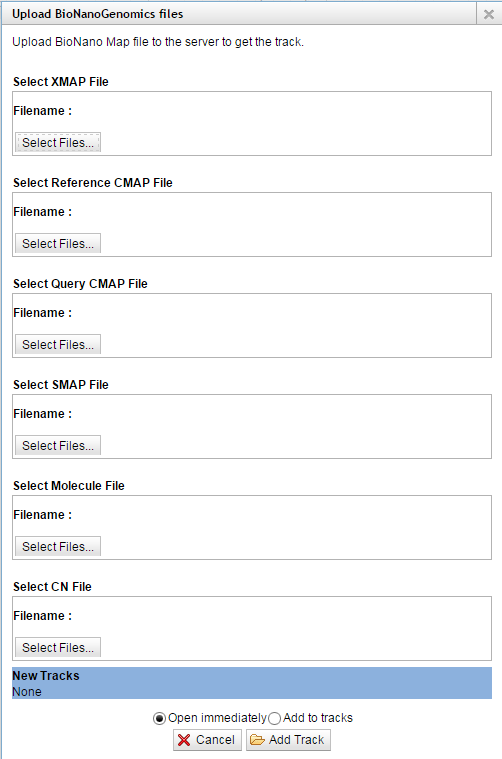 Upload BioNanoGenomics files
Upload BioNano Map file to the server to get the track.
Select XMAP File
Filename :
Select Files...
Select Reference CMAP File
Filename :
Select Files...
Select Query CMAP File
Filename :
Select Files...
Select SMAP File
Filename :
Select Files...
Select Molecule File
Filename :
Select Files...
Select CN File
Filename :
Select Files...
New Tracks
None
Open immediately Add to tracks
Cancel Add Track